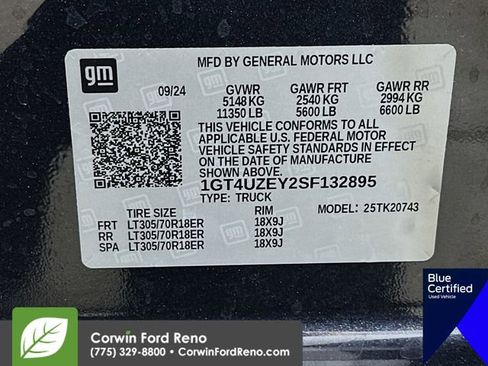 gm
MFD BY GENERAL MOTORS LLC
09/24 GVWR GAWR FRT GAWR RR
5148 KG 2540 KG 2994 KG
11350 LB 5600 LB 6600 LB
THIS VEHICLE CONFORMS TO ALL
APPLICABLE U.S. FEDERAL MOTOR
VEHICLE SAFETY STANDARDS IN EFFECT
ON THE DATE OF MANUFACTURE
SHOWN ABOVE.
1GT4UZEY2SF132895
TYPE: TRUCK
TIRE SIZE RIM MODEL: 25TK20743
FRT LT305/70R18ER 18X9J
RR LT305/70R18ER 18X9J
SPA LT305/70R18ER 18X9J
Blue
Certified
Used Vehicle
Corwin Ford Reno
(775) 329-8800 • CorwinFordReno.com